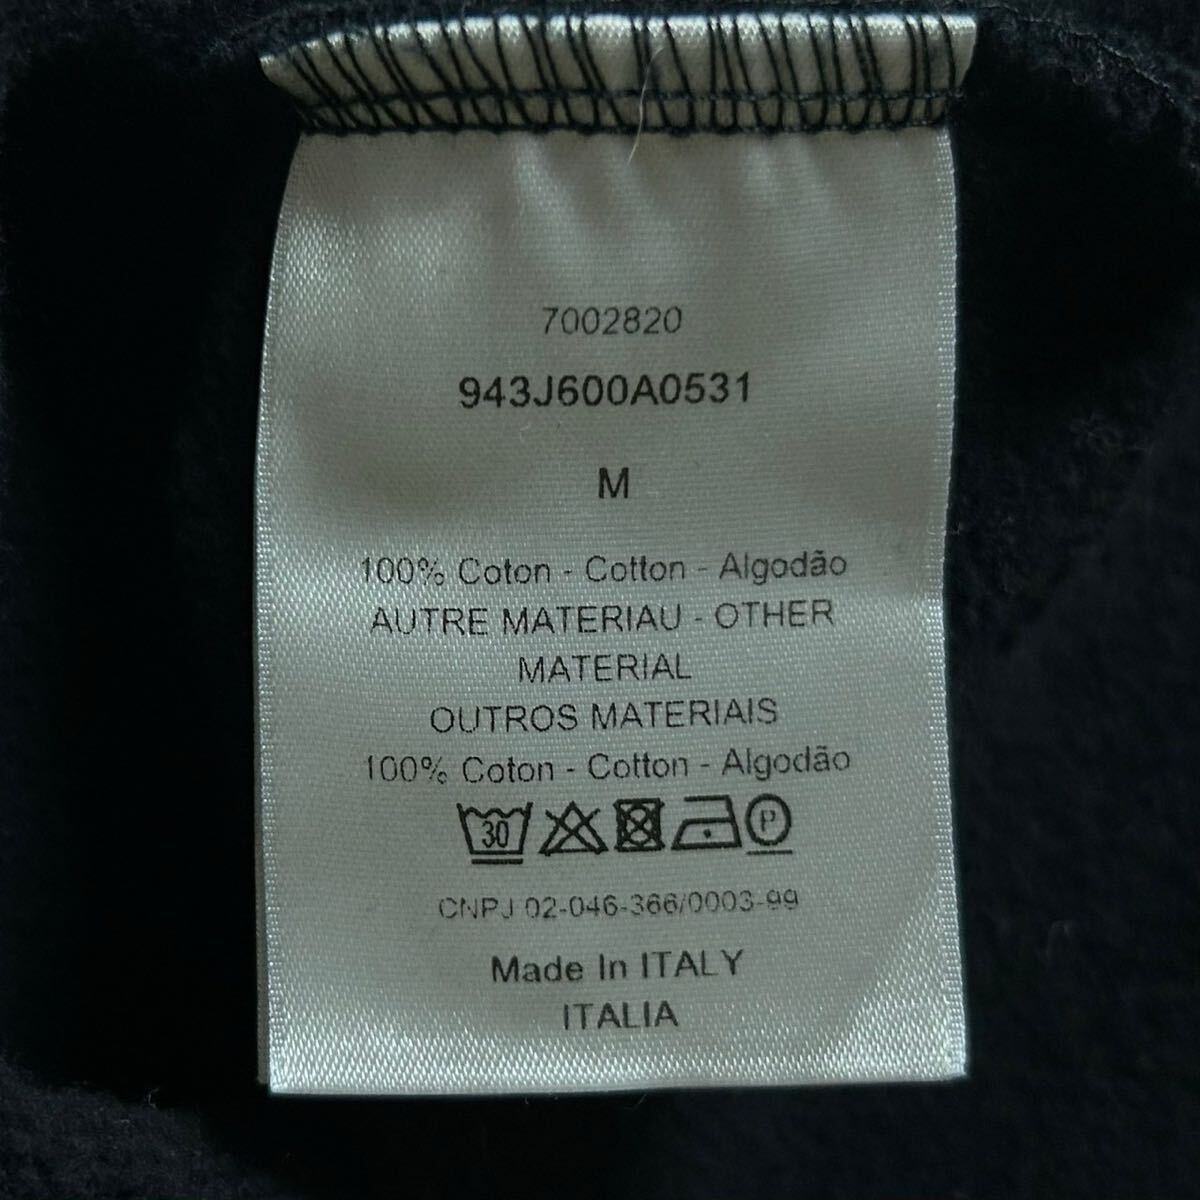 7002820
943J600A0531
M
100% Coton - Cotton - Algodão
AUTRE MATERIAU - OTHER
MATERIAL
OUTROS MATERIAIS
100% Coton - Cotton - Algodão
30 P
CNPJ 02-046-366/0003-99
Made In ITALY
ITALIA